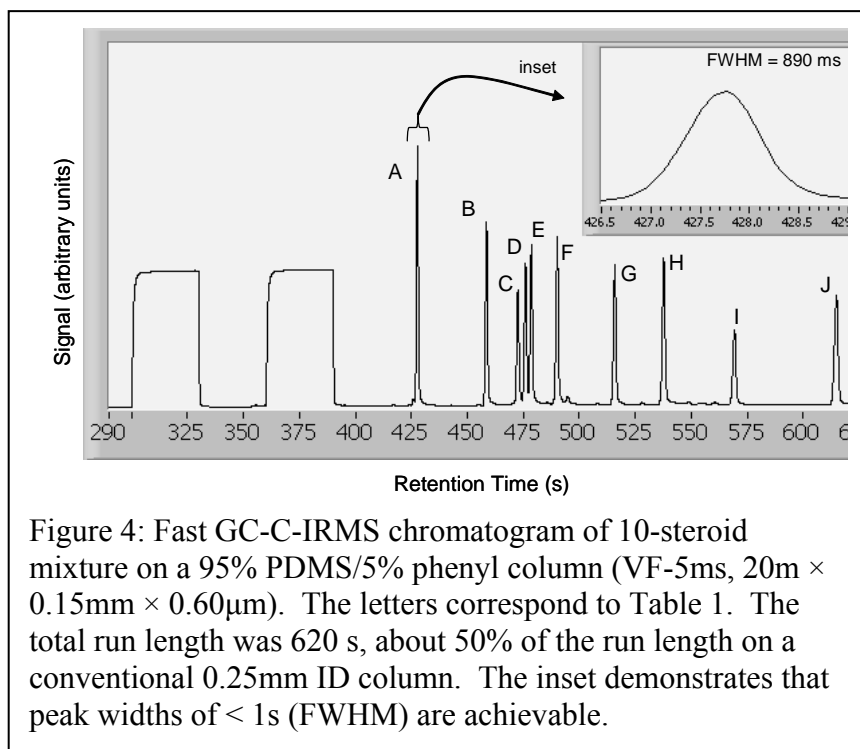 inset
FWHM = 890 ms
426.5 427.0 427.5 428.0 428.5 429
A
B
C
D
E
F
G
H
I
J
Signal (arbitrary units)
290 325 350 375 400 425 450 475 500 525 550 575 600
Retention Time (s)
Figure 4: Fast GC-C-IRMS chromatogram of 10-steroid
mixture on a 95% PDMS/5% phenyl column (VF-5ms, 20m ×
0.15mm × 0.60μm). The letters correspond to Table 1. The
total run length was 620 s, about 50% of the run length on a
conventional 0.25mm ID column. The inset demonstrates that
peak widths of < 1s (FWHM) are achievable.